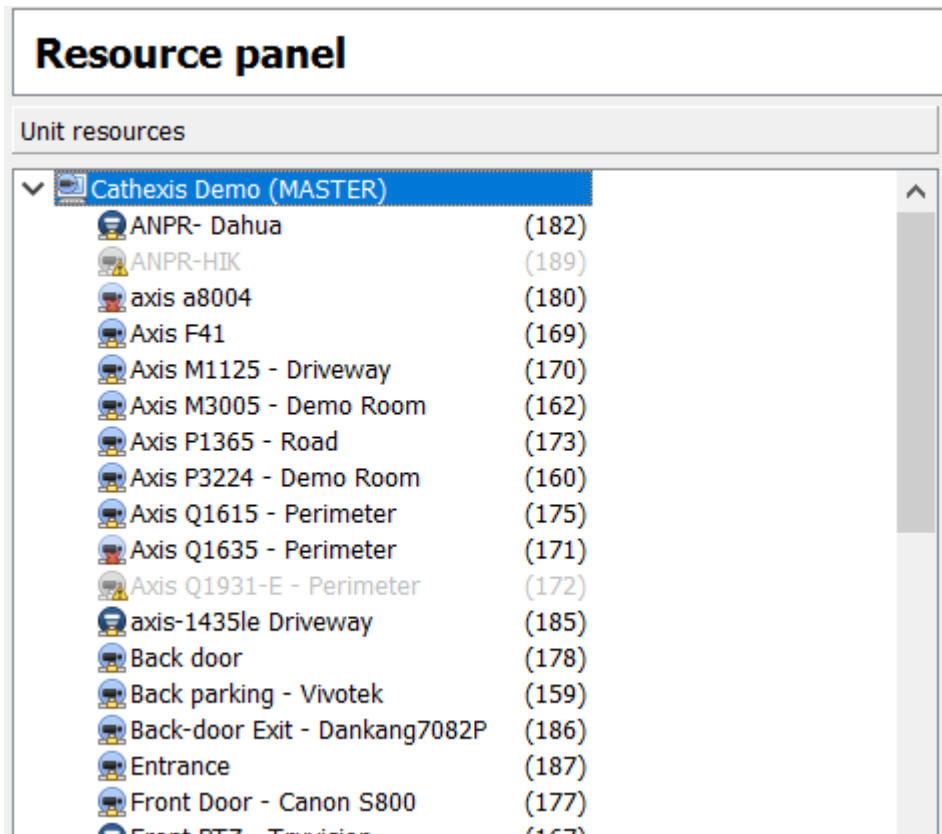 Resource panel
Unit resources
Cathexis Demo (MASTER)
ANPR- Dahua (182)
ANPR-HIK (189)
axis a8004 (180)
Axis F41 (169)
Axis M1125 - Driveway (170)
Axis M3005 - Demo Room (162)
Axis P1365 - Road (173)
Axis P3224 - Demo Room (160)
Axis Q1615 - Perimeter (175)
Axis Q1635 - Perimeter (171)
Axis Q1931-E - Perimeter (172)
axis-1435le Driveway (185)
Back door (178)
Back parking - Vivotek (159)
Back-door Exit - Dankang7082P (186)
Entrance (187)
Front Door - Canon S800 (177)